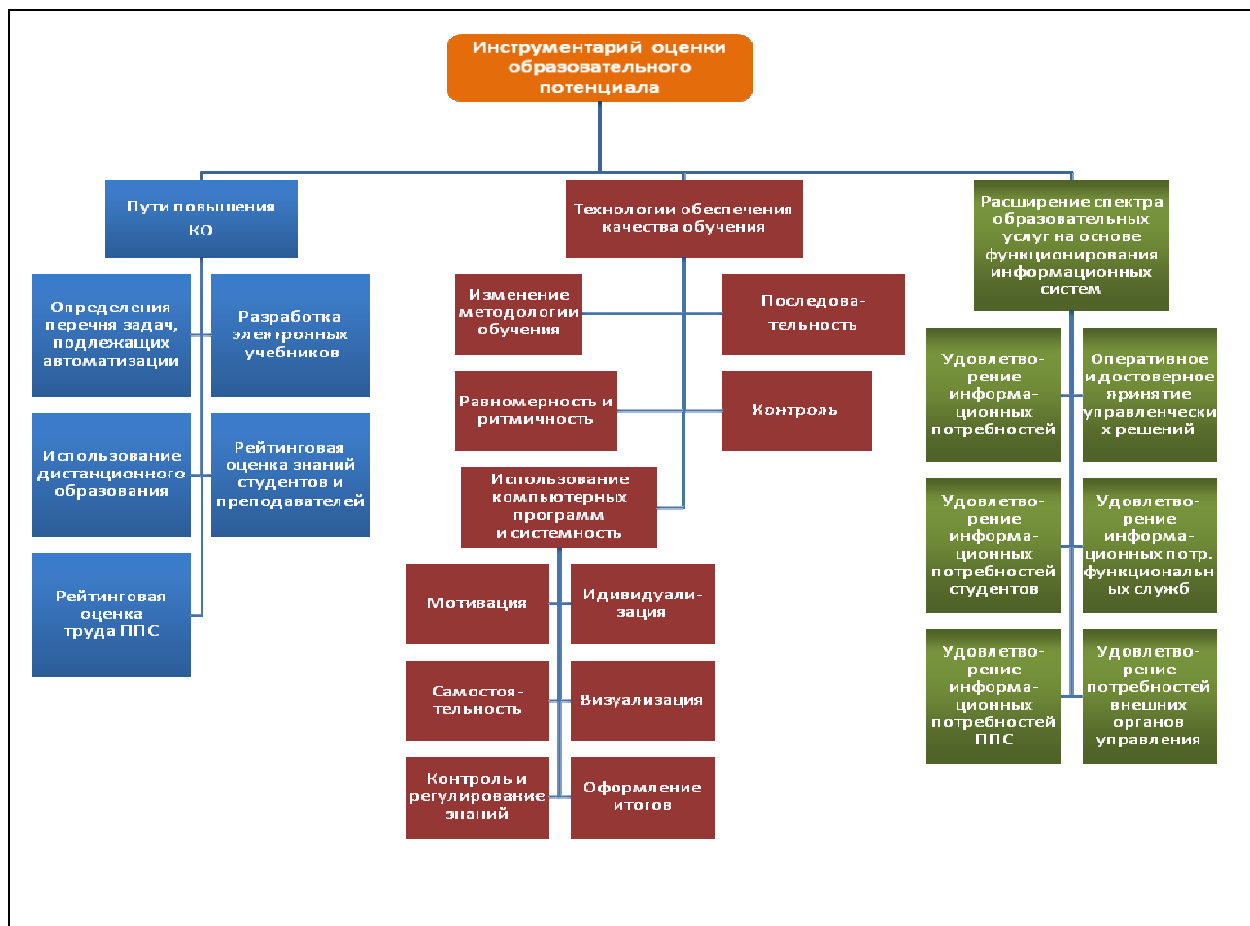 Инструментарий оценки
образовательного
потенциала
Пути повышения
КО
Определения
перечня задач,
подлежащих
автоматизации
Разработка
электронных
учебников
Использование
дистанционного
образования
Рейтинговая
оценка знаний
студентов и
преподавателей
Рейтинговая
оценка
труда ППС
Технологии обеспечения
качества обучения
Изменение
методологии
обучения
Последова-
тельность
Равномерность и
ритмичность
Контроль
Использование
компьютерных
программ
и системность
Мотивация
Идивидуали-
зация
Самостоя-
тельность
Визуализация
Контроль и
регулирование
знаний
Оформление
итогов
Расширение спектра
образовательных
услуг на основе
функционирования
информационных
систем
Удовлетво-
рение
информа-
ционных
потребностей
Оперативное
и достоверное
принятие
управленчески
х решений
Удовлетво-
рение
информа-
ционных
потребностей
студентов
Удовлетво-
рение
информа-
ционных потр.
функциональн
ых служб
Удовлетво-
рение
информа-
ционных
потребностей
ППС
Удовлетво-
рение
потребностей
внешних
органов
управления